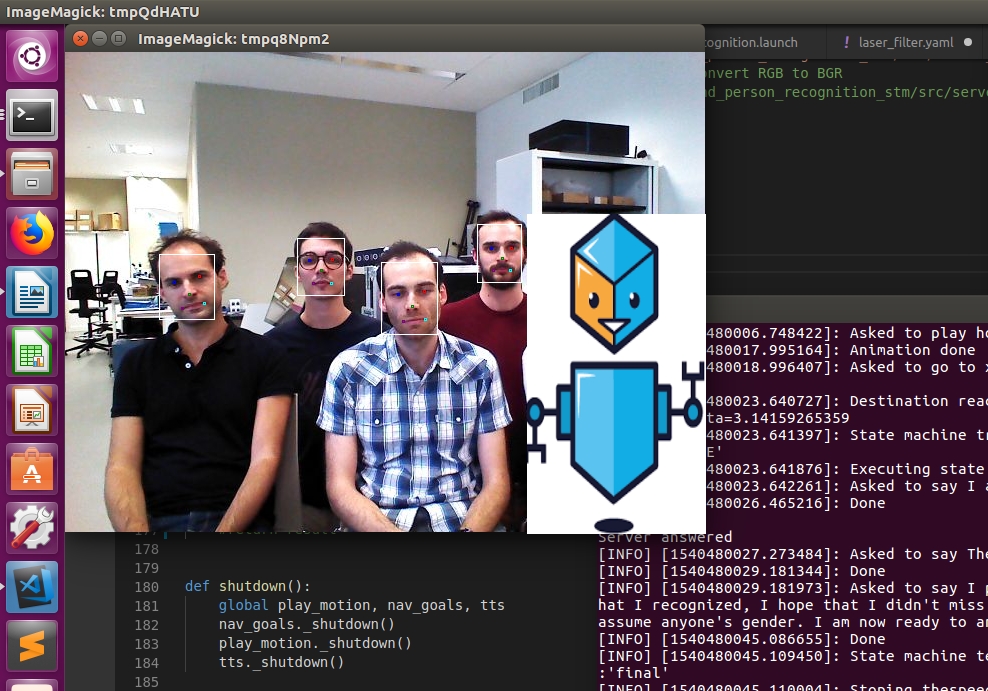 ImageMagick: tmpQdHATU
ImageMagick: tmpq8Npm2
ognition.launch
! laser_filter.yaml
onvert RGB to BGR
nd_person_recognition_stm/src/serve
480006.748422]: Asked to play ho
480017.995164]: Animation done
480018.996407]: Asked to go to x
480023.640727]: Destination reac
ta=3.14159265359
480023.641397]: State machine tr
E'
480023.641876]: Executing state
480023.642261]: Asked to say I a
480026.465216]: Done
Server answered
[INFO] [1540480027.273484]: Asked to say The
[INFO] [1540480029.181344]: Done
[INFO] [1540480029.181973]: Asked to say I p
hat I recognized, I hope that I didn't miss
assume anyone's gender. I am now ready to an
[INFO] [1540480045.086655]: Done
[INFO] [1540480045.109450]: State machine te
:'final'
[INFO] [1540480045.110004]: Stoping thespeed
178
179
180 def shutdown():
181 global play_motion, nav_goals, tts
182 nav_goals._shutdown()
183 play_motion._shutdown()
184 tts._shutdown()
185